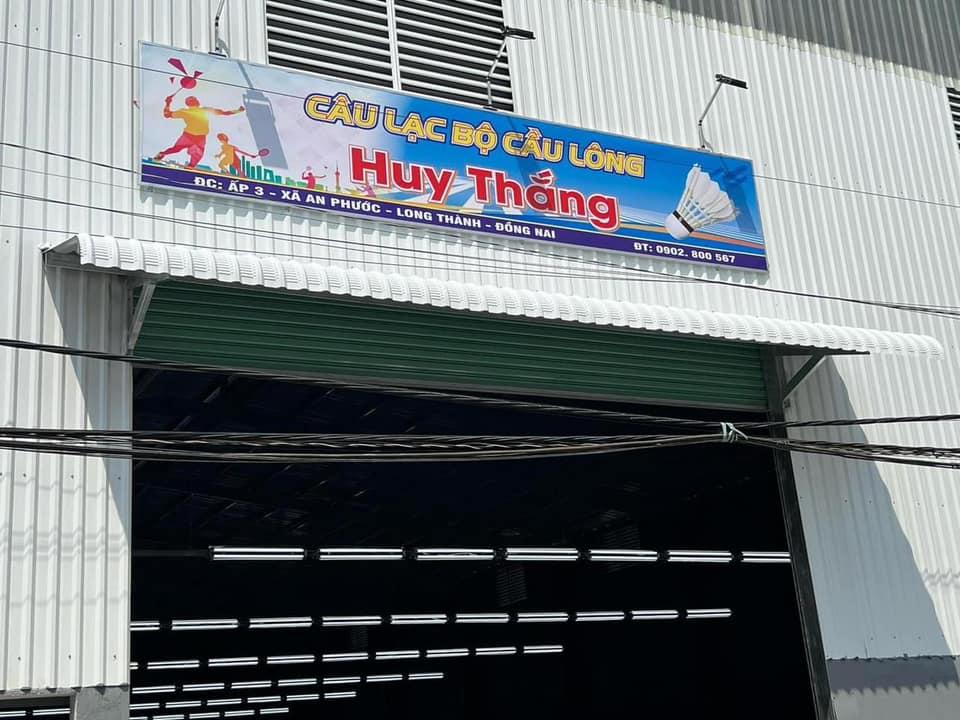 CÂU LẠC BỘ CẦU LÔNG
Huy Thắng
ĐC: ẤP 3 - XÃ AN PHƯỚC - LONG THÀNH - ĐỒNG NAI
ĐT: 0902. 800 567